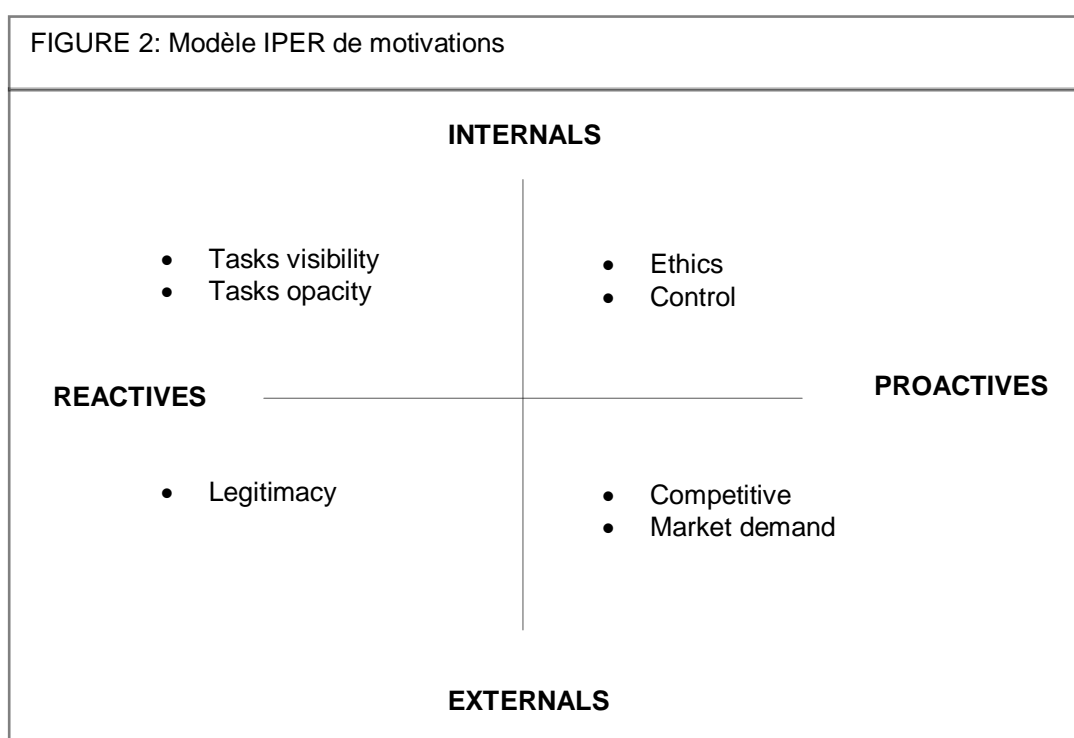 FIGURE 2: Modèle IPER de motivations
INTERNALS
• Tasks visibility
• Tasks opacity
• Ethics
• Control
REACTIVES
PROACTIVES
• Legitimacy
• Competitive
• Market demand
EXTERNALS